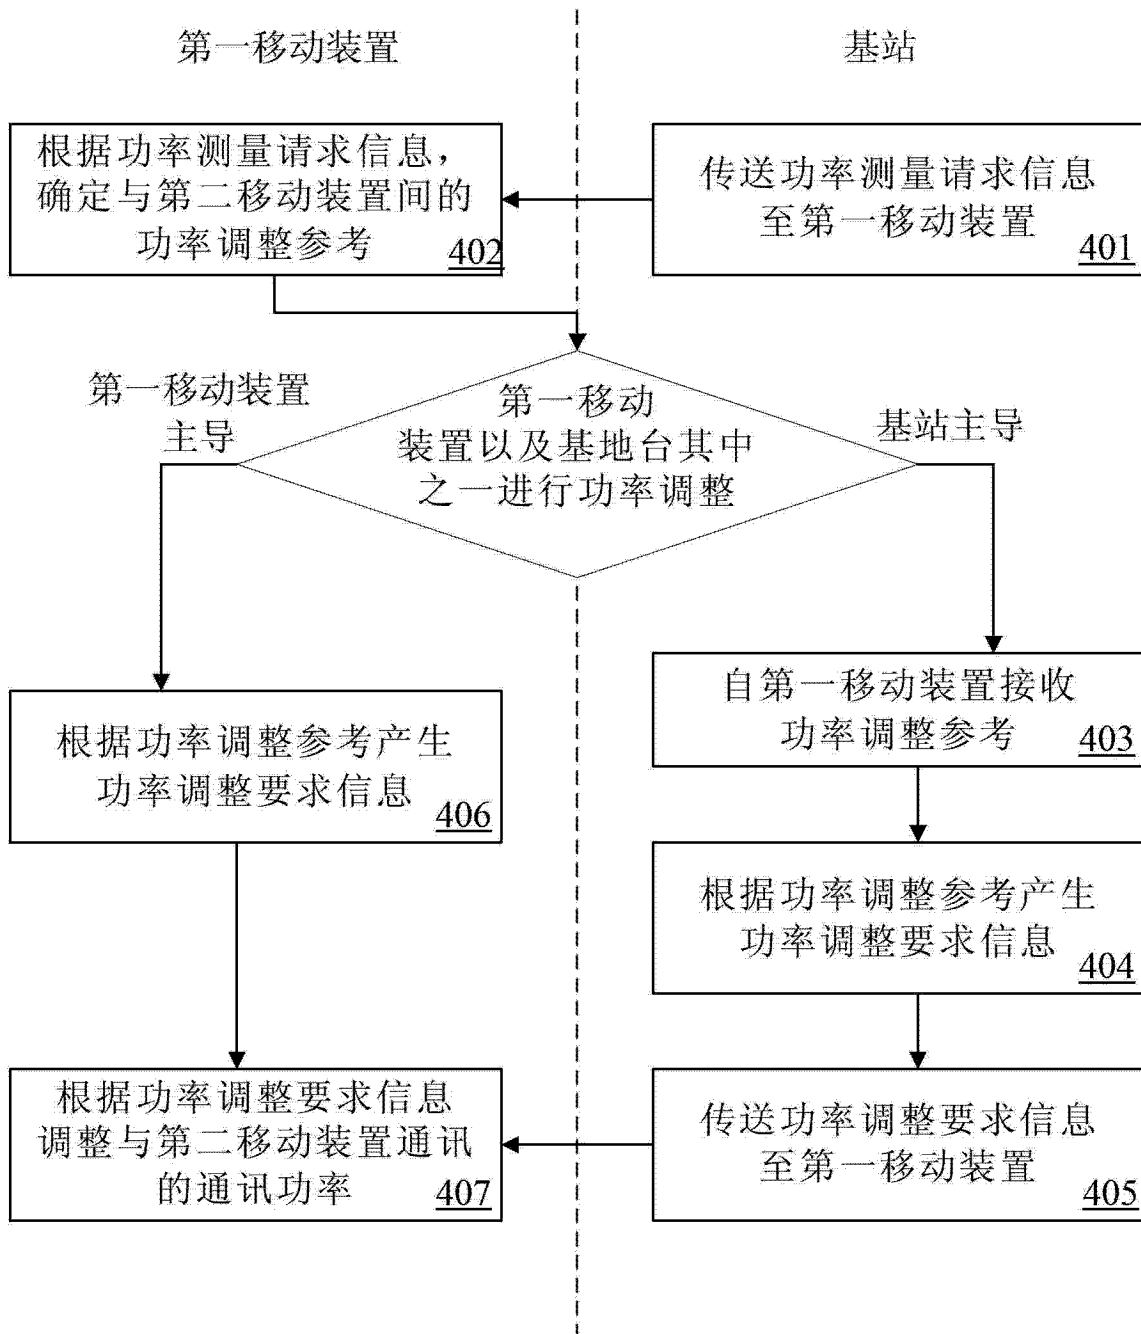 第一移动装置
基站
传送功率测量请求信息
至第一移动装置
401
根据功率测量请求信息，
确定与第二移动装置间的
功率调整参考
402
第一移动
装置以及基地台其中
之一进行功率调整
第一移动装置
主导
基站主导
自第一移动装置接收
功率调整参考
403
根据功率调整参考产生
功率调整要求信息
404
传送功率调整要求信息
至第一移动装置
405
根据功率调整参考产生
功率调整要求信息
406
根据功率调整要求信息
调整与第二移动装置通讯
的通讯功率
407